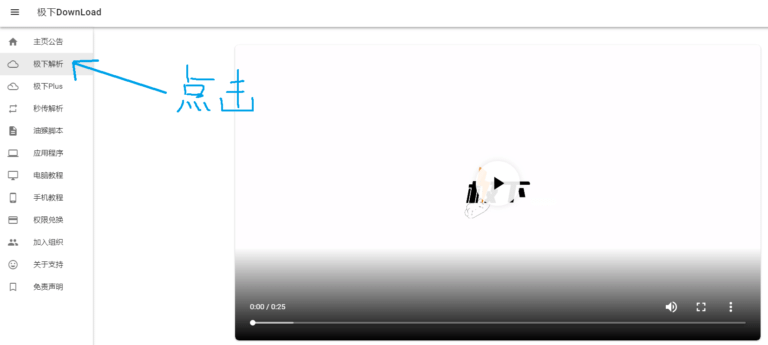 极下DownLoad
主页公告
极下解析
极下Plus
秒传解析
油猴脚本
应用程序
电脑教程
手机教程
权限兑换
加入组织
关于支持
免责声明
点击
极下
0:00 / 0:25